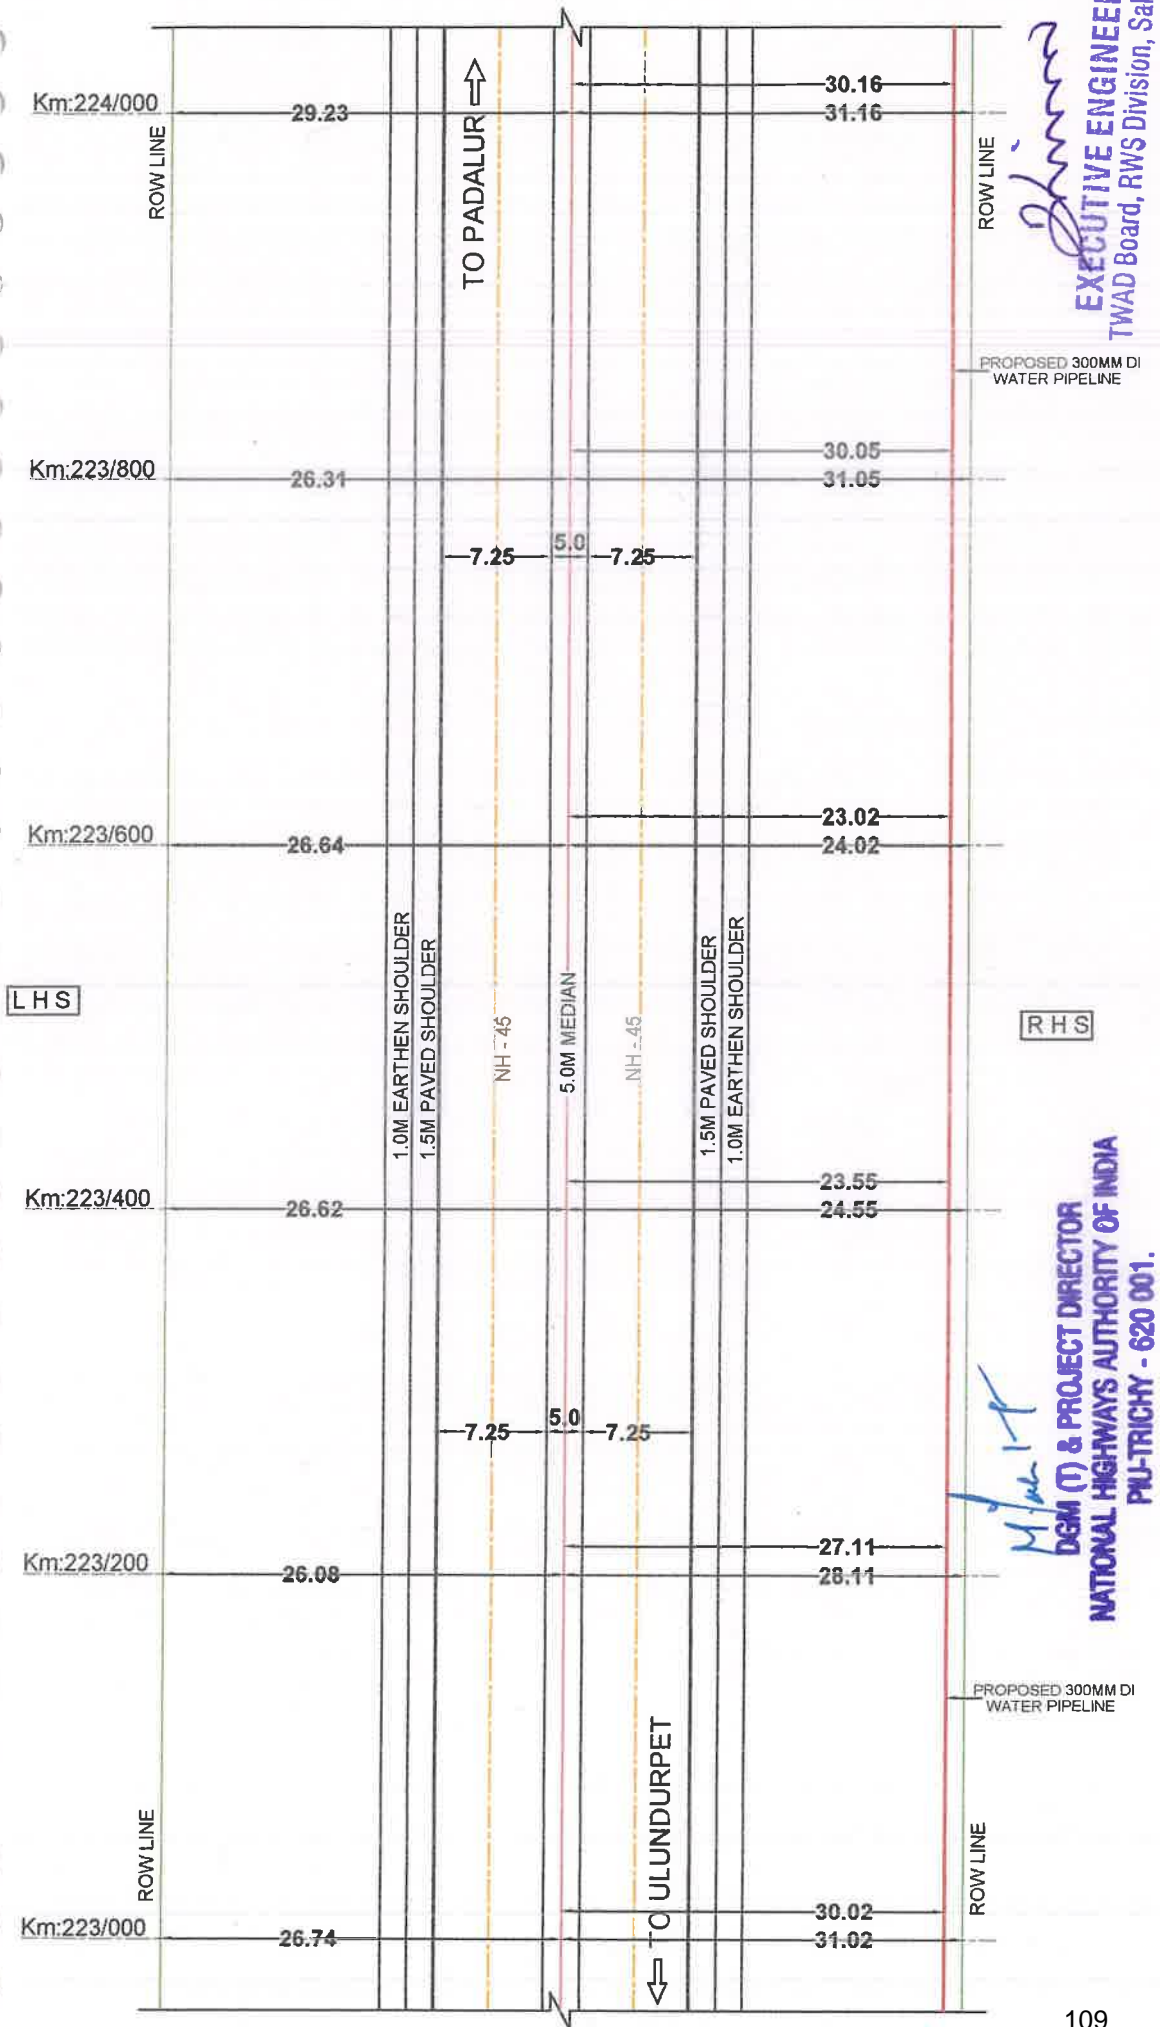 30.16
Km:224/000
29.23
31.16
ROW LINE
TO PADALUR
ROW LINE
EXECUTIVE ENGINEER
TWAD Board, RWS Division,
PROPOSED 300MM DI
WATER PIPELINE
30.05
Km:223/800
26.31
31.05
7.25
5.0
7.25
23.02
Km:223/600
26.64
24.02
LHS
1.0M EARTHEN SHOULDER
1.5M PAVED SHOULDER
NH - 45
5.0M MEDIAN
NH - 45
1.5M PAVED SHOULDER
1.0M EARTHEN SHOULDER
RHS
23.55
Km:223/400
26.62
24.55
DGM (T) & PROJECT DIRECTOR
NATIONAL HIGHWAYS AUTHORITY OF INDIA
PIU-TRICHY - 620 001.
7.25
5.0
7.25
27.11
Km:223/200
26.08
28.11
PROPOSED 300MM DI
WATER PIPELINE
ROW LINE
TO ULUNDURPET
ROW LINE
30.02
Km:223/000
26.74
31.02
109